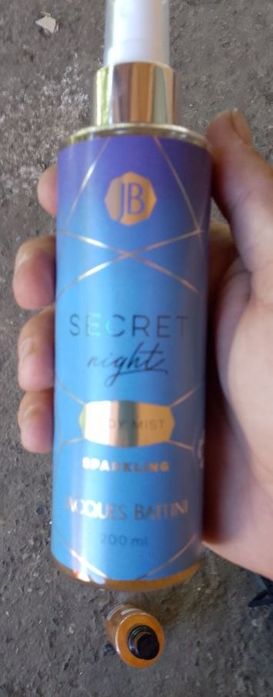 JB
SECRET
night
BODY MIST
SPARKLING
JACQUES BATTINI
200 ml